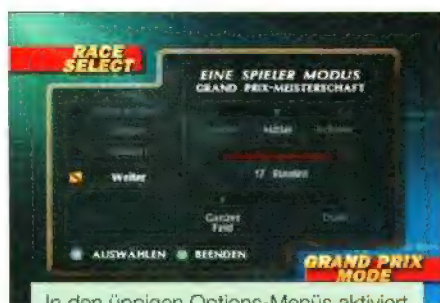 RACE
SELECT
EINE SPIELER MODUS
GRAND PRIX-MEISTERSCHAFT
Mittel
Weiter
17 Runden
Ganzes
Feld
AUSWAHLEN BEENDEN
GRAND PRIX
MODE
In den üppigen Options-Menüs aktiviert